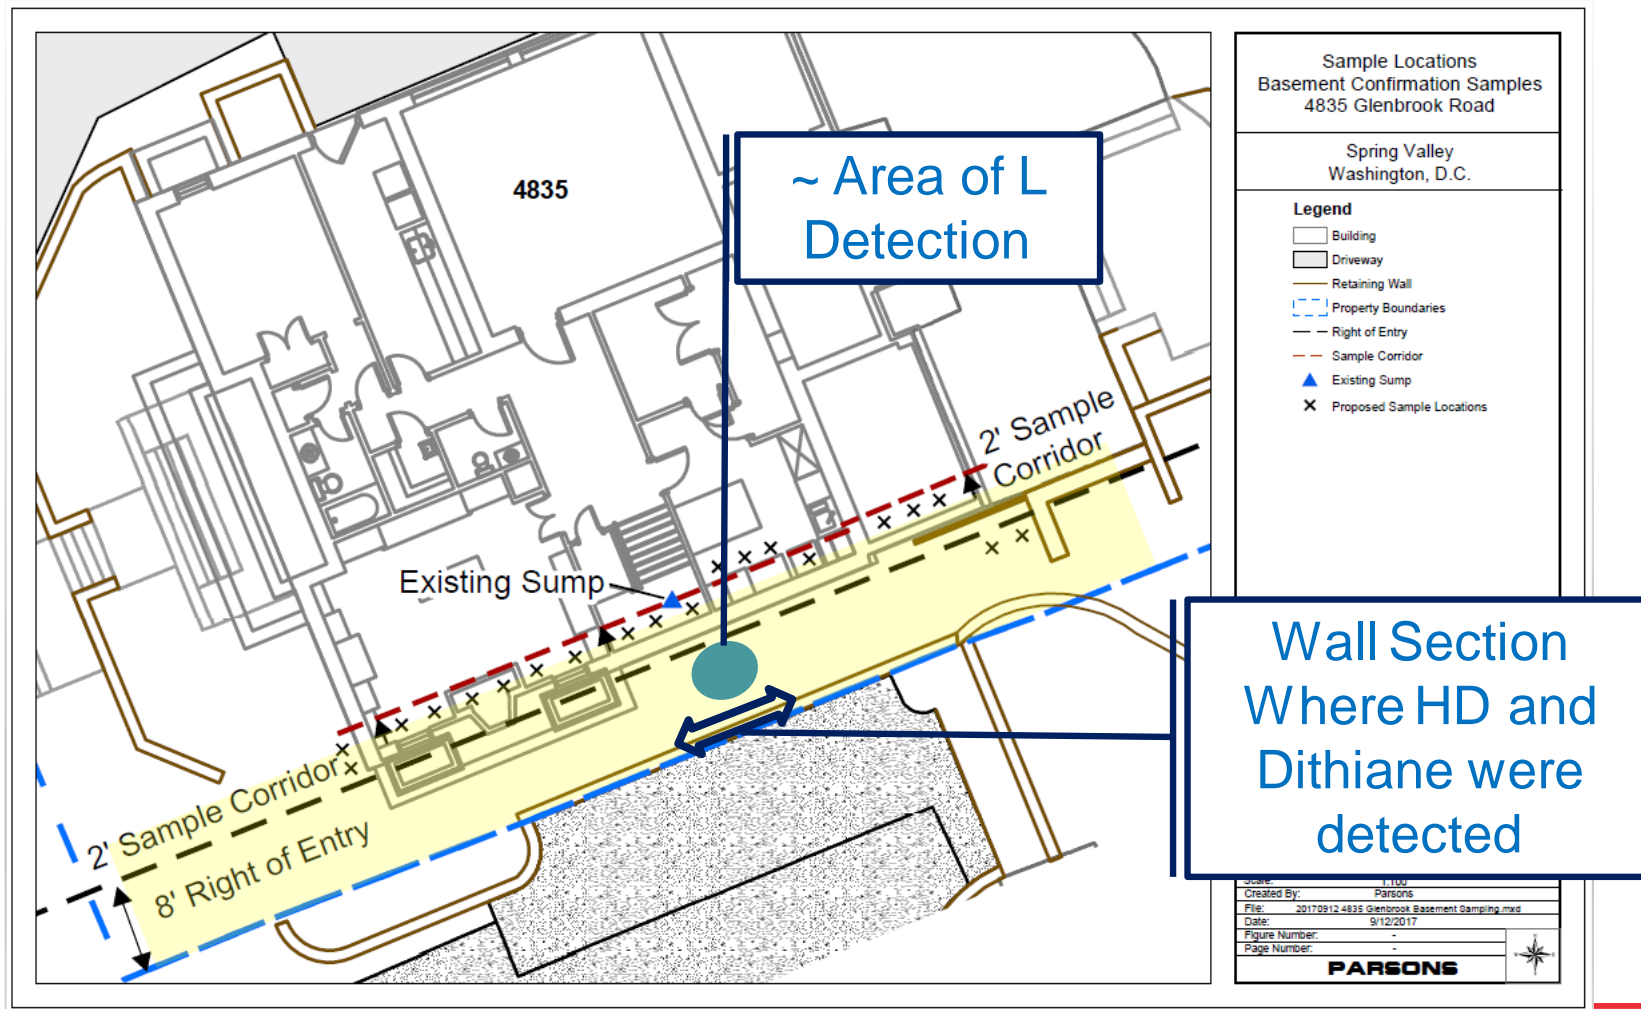 4835
~ Area of L
Detection
2' Sample
Corridor
Existing Sump
2' Sample Corridor
8' Right of Entry
Sample Locations
Basement Confirmation Samples
4835 Glenbrook Road
Spring Valley
Washington, D.C.
Legend
Building
Driveway
Retaining Wall
Property Boundaries
Right of Entry
Sample Corridor
Existing Sump
Proposed Sample Locations
Wall Section
Where HD and
Dithiane were
detected
Scale: 1:100
Created By: Parsons
File: 20170912 4835 Glenbrook Basement Sampling.mxd
Date: 9/12/2017
Figure Number: -
Page Number: -
PARSONS